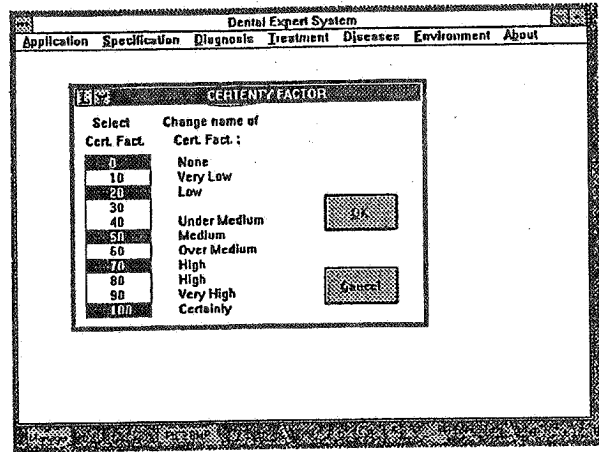 Dental Expert System
Application Specification Diagnosis Treatment Diseases Environment About
CERTENTY FACTOR
Select Change name of
Cert. Fact. Cert. Fact. :
0 None
10 Very Low
20 Low
30
40 Under Medium
50 Medium
60 Over Medium
70 High
80 High
90 Very High
100 Certainly
OK
Cancel